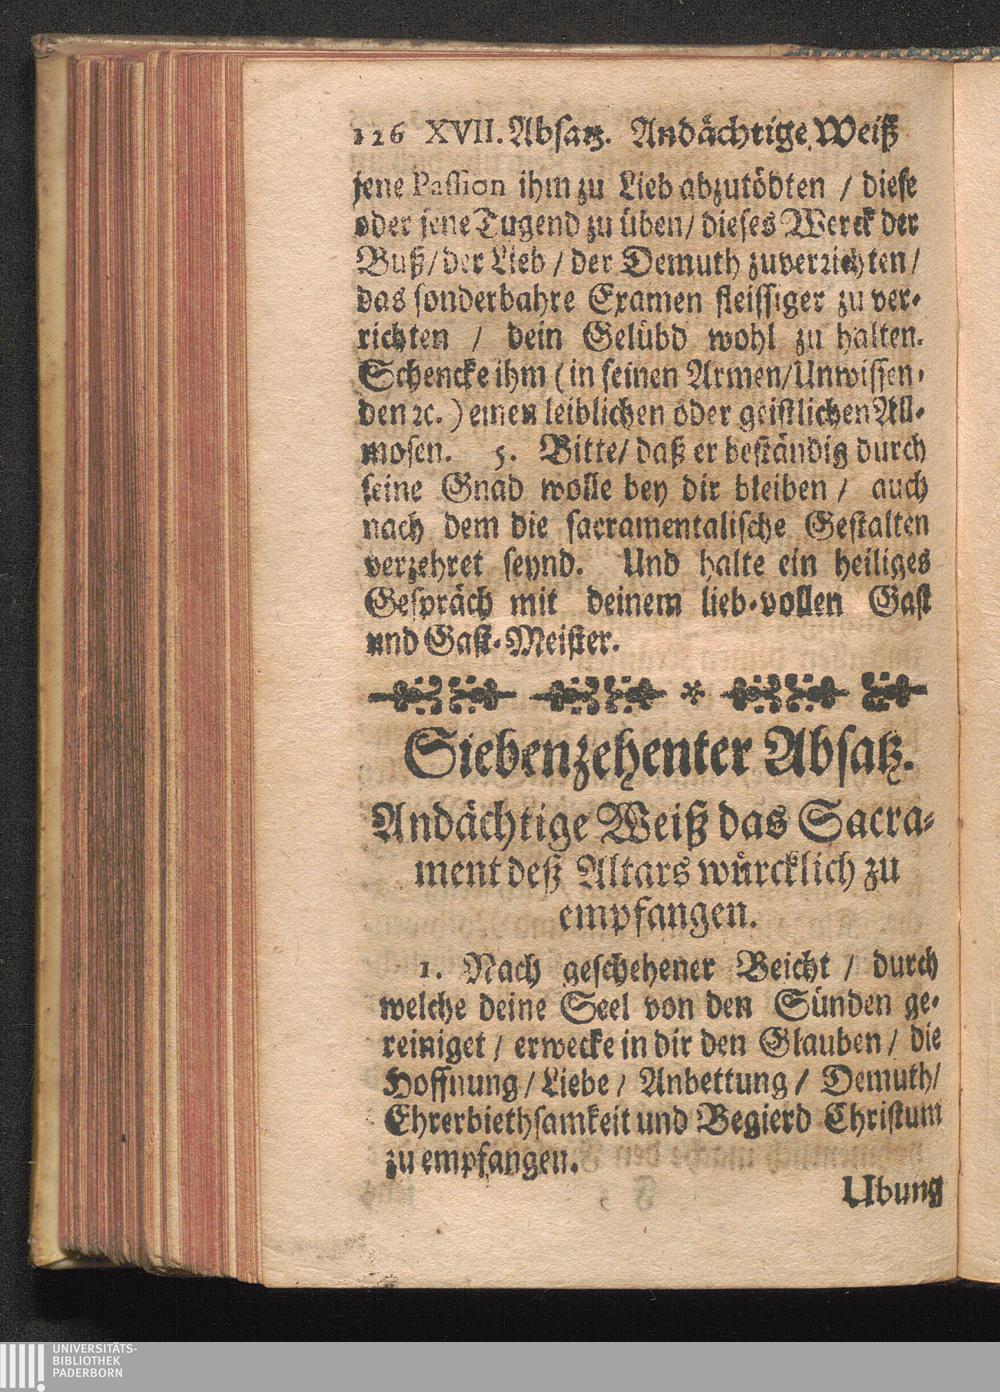 126 XVII. Absatz. Andächtige Weiß
jene Passion ihm zu Lieb abzutödten / diese
oder jene Tugend zu üben / dieses Werck der
Buß / der Lieb / der Demuth zuverrichten /
das sonderbahre Examen fleissiger zu ver-
richten / dein Gelübd wohl zu halten.
Schencke ihm (in seinen Armen / Unwissen-
den ꝛc.) einen leiblichen oder geistlichen All-
mosen. 5. Bitte / daß er beständig durch
seine Gnad wolle bey dir bleiben / auch
nach dem die sacramentalische Gestalten
verzehret seynd. Und halte ein heiliges
Gespräch mit deinem lieb-vollen Gast
und Gast-Meister.
Siebenzehenter Absatz.
Andächtige Weiß das Sacra-
ment deß Altars würcklich zu
empfangen.
1. Nach geschehener Beicht / durch
welche deine Seel von den Sünden ge-
reiniget / erwecke in dir den Glauben / die
Hoffnung / Liebe / Anbettung / Demuth /
Ehrerbiethsamkeit und Begierd Christum
zu empfangen.
Ubung
UNIVERSITÄTS-
BIBLIOTHEK
PADERBORN